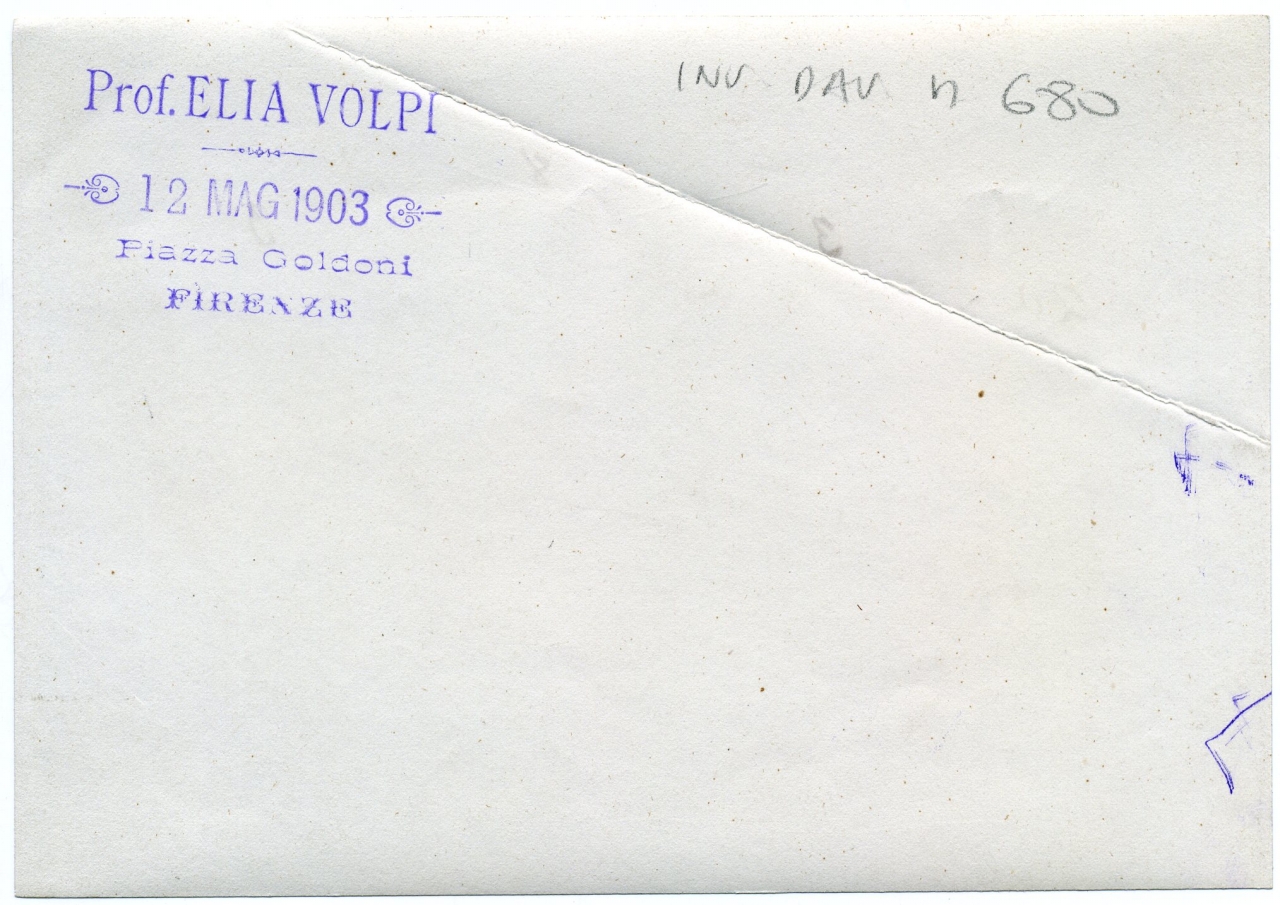 Prof. ELIA VOLPI
12 MAG 1903
Piazza Goldoni
FIRENZE
INV. DAV n 680